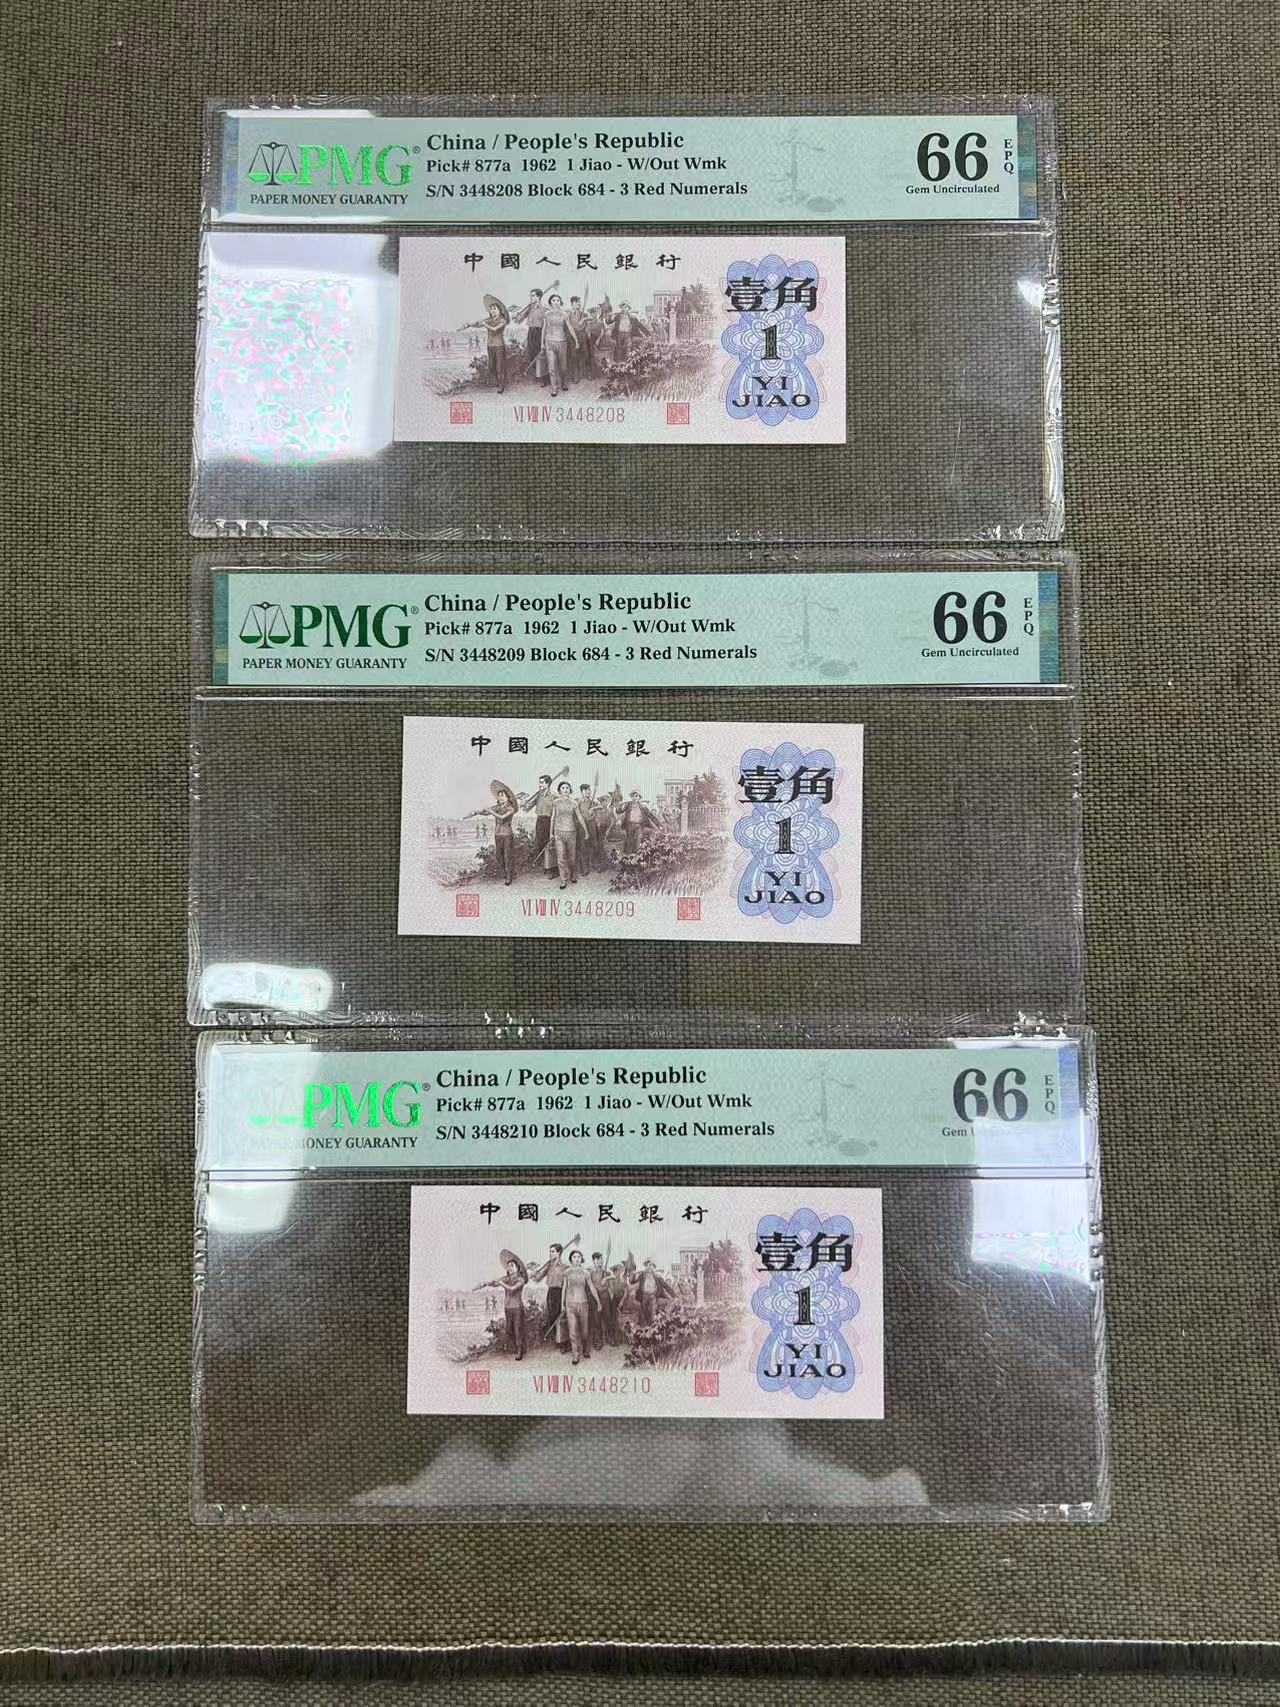 PMG®
PAPER MONEY GUARANTY
China / People's Republic
Pick# 877a 1962 1 Jiao - W/Out Wmk
S/N 3448208 Block 684 - 3 Red Numerals
66
EPQ
Gem Uncirculated
中國人民銀行
壹角
1
YI
JIAO
VI VIII IV 3448208
PMG®
PAPER MONEY GUARANTY
China / People's Republic
Pick# 877a 1962 1 Jiao - W/Out Wmk
S/N 3448209 Block 684 - 3 Red Numerals
66
EPQ
Gem Uncirculated
中國人民銀行
壹角
1
YI
JIAO
VI VIII IV 3448209
PMG®
PAPER MONEY GUARANTY
China / People's Republic
Pick# 877a 1962 1 Jiao - W/Out Wmk
S/N 3448210 Block 684 - 3 Red Numerals
66
EPQ
Gem
中國人民銀行
壹角
1
YI
JIAO
VI VIII IV 3448210